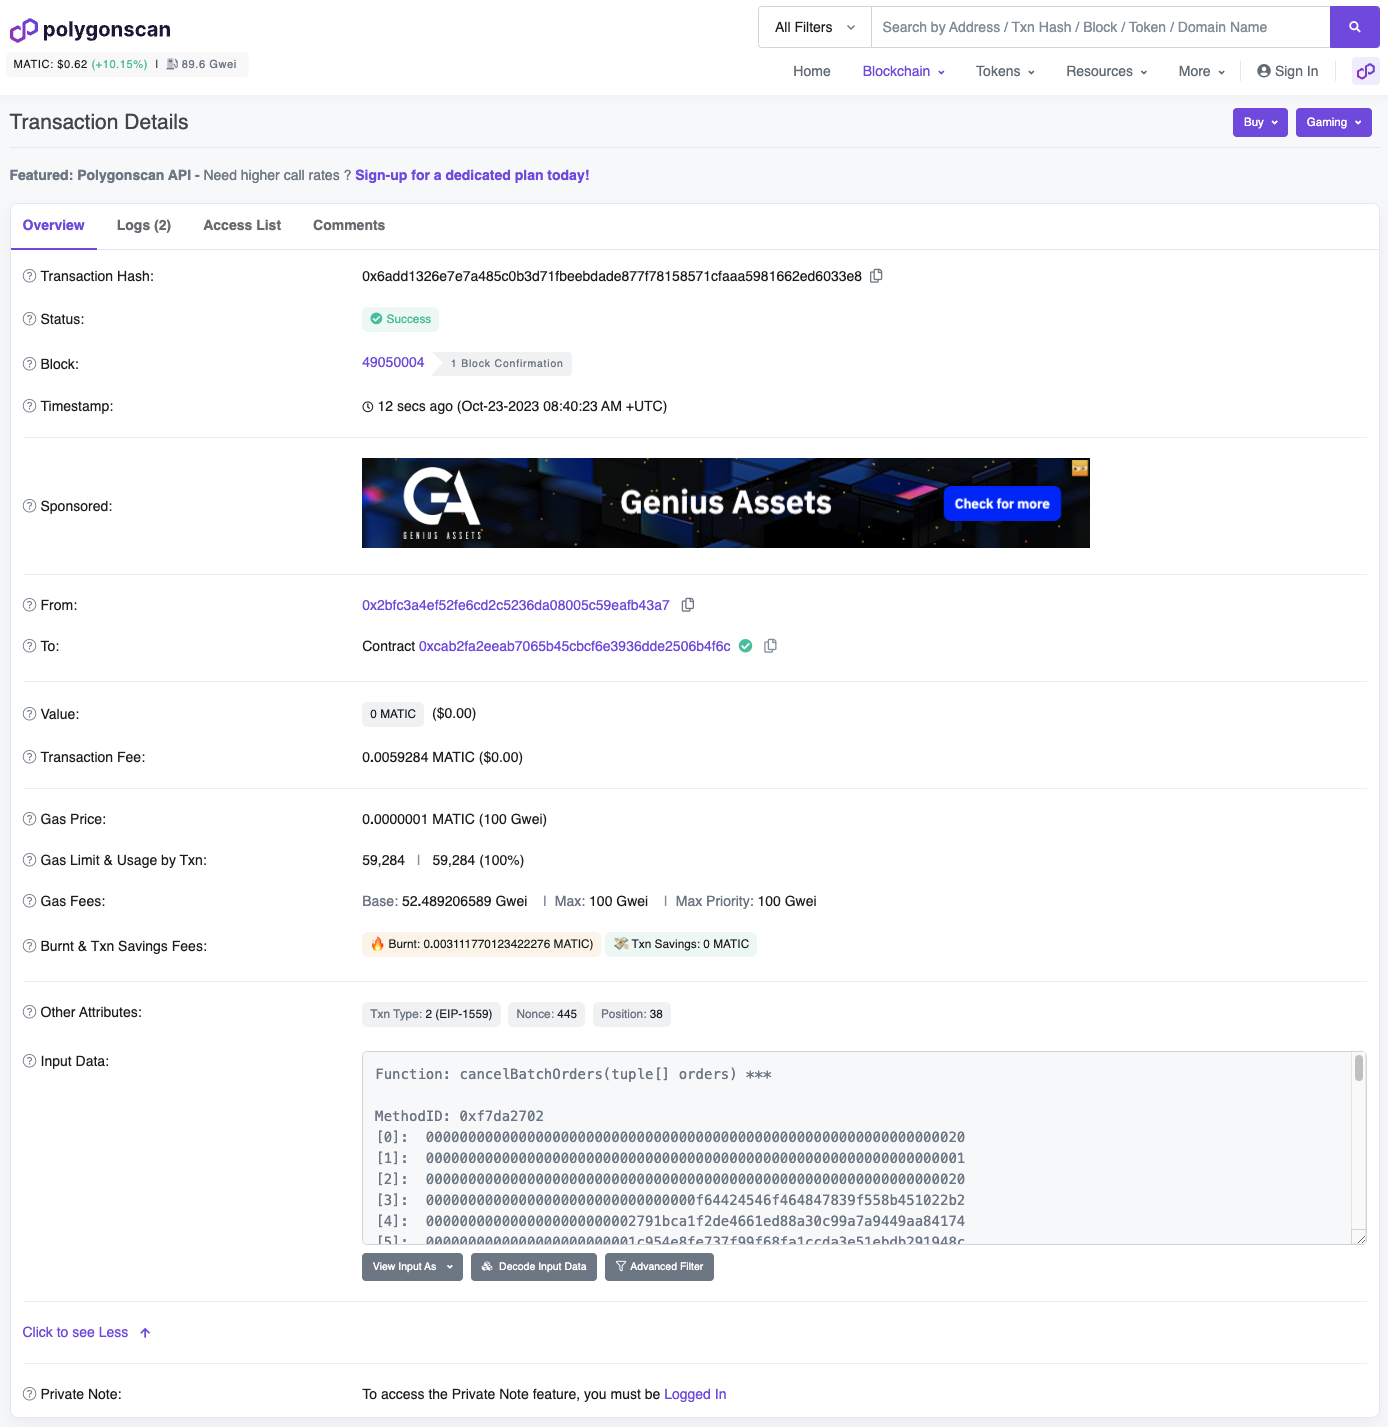 polygonscan
All Filters
Search by Address / Txn Hash / Block / Token / Domain Name
MATIC: $0.62 (+10.15%) | 89.6 Gwei
Home Blockchain Tokens Resources More Sign In
Transaction Details
Buy Gaming
Featured: Polygonscan API - Need higher call rates ? Sign-up for a dedicated plan today!
Overview Logs (2) Access List Comments
Transaction Hash: 0x6add1326e7e7a485c0b3d71fbeebdade877f78158571cfaaa5981662ed6033e8
Status: Success
Block: 49050004 1 Block Confirmation
Timestamp: 12 secs ago (Oct-23-2023 08:40:23 AM +UTC)
Sponsored:
GA
GENIUS ASSETS
Genius Assets
Check for more
From: 0x2bfc3a4ef52fe6cd2c5236da08005c59eafb43a7
To: Contract 0xcab2fa2eeab7065b45cbcf6e3936dde2506b4f6c
Value: 0 MATIC ($0.00)
Transaction Fee: 0.0059284 MATIC ($0.00)
Gas Price: 0.0000001 MATIC (100 Gwei)
Gas Limit & Usage by Txn: 59,284 | 59,284 (100%)
Gas Fees: Base: 52.489206589 Gwei | Max: 100 Gwei | Max Priority: 100 Gwei
Burnt & Txn Savings Fees: 🔥 Burnt: 0.003111770123422276 MATIC) 💸 Txn Savings: 0 MATIC
Other Attributes: Txn Type: 2 (EIP-1559) Nonce: 445 Position: 38
Input Data:
Function: cancelBatchOrders(tuple[] orders) ***
MethodID: 0xf7da2702
[0]: 0000000000000000000000000000000000000000000000000000000000000020
[1]: 0000000000000000000000000000000000000000000000000000000000000001
[2]: 0000000000000000000000000000000000000000000000000000000000000020
[3]: 00000000000000000000000000000000f64424546f464847839f558b451022b2
[4]: 0000000000000000000000002791bca1f2de4661ed88a30c99a7a9449aa84174
[5]: 0000000000000000000000001c954e8fe737f99f68fa1ccda3e51ebdb291948c
View Input As Decode Input Data Advanced Filter
Click to see Less
Private Note: To access the Private Note feature, you must be Logged In